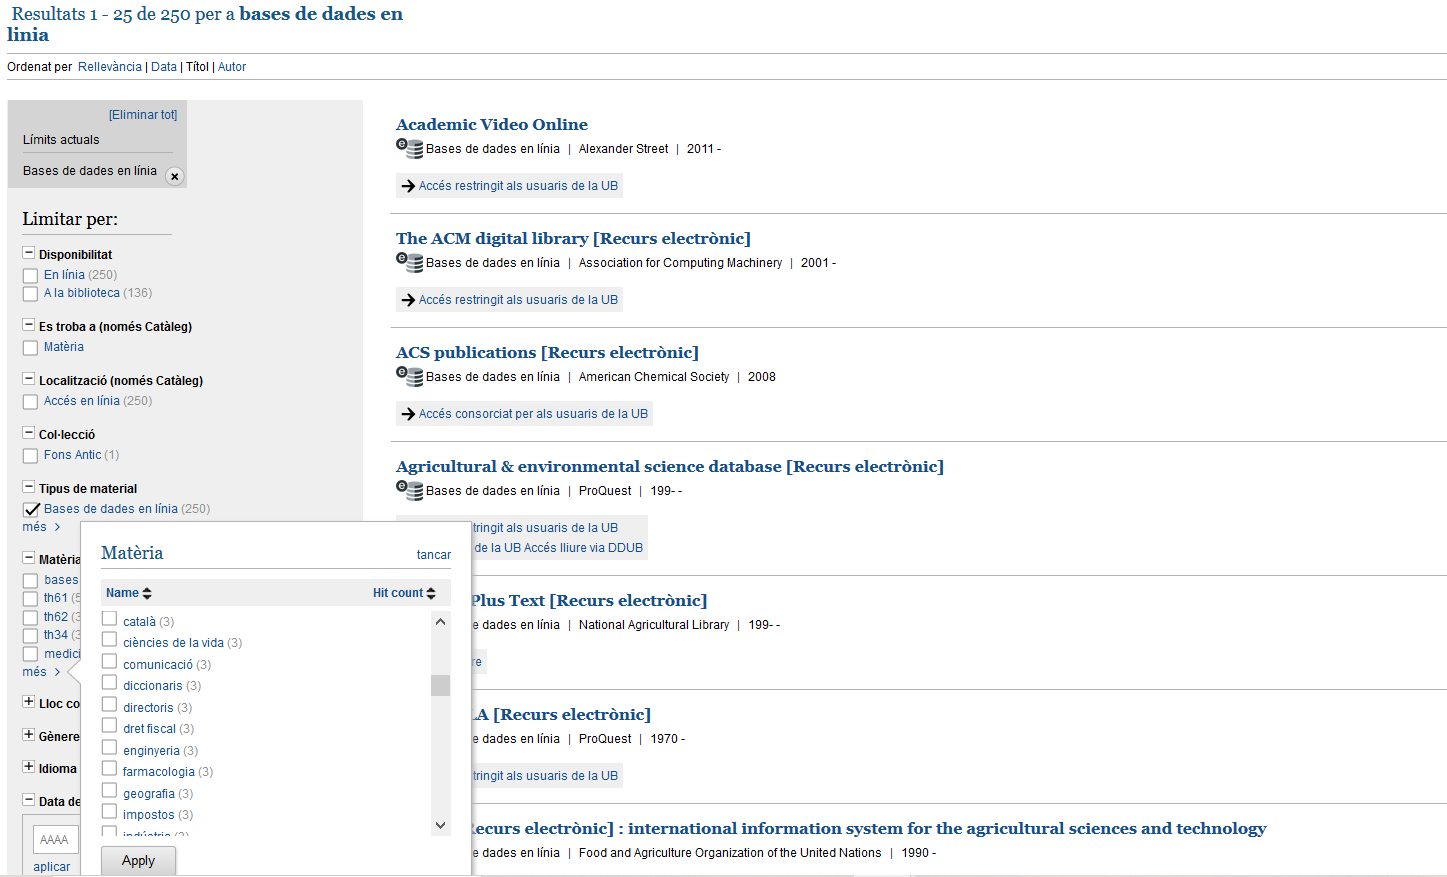 Resultats 1 - 25 de 250 per a bases de dades en
linia
Ordenat per Rellevància | Data | Títol | Autor
[Eliminar tot]
Límits actuals
Bases de dades en línia
Limitar per:
Disponibilitat
En línia (250)
A la biblioteca (136)
Es troba a (només Catàleg)
Matèria
Localització (només Catàleg)
Accés en línia (250)
Col·lecció
Fons Antic (1)
Tipus de material
Bases de dades en línia (250)
més >
Matèria
bases
th61 (5
th62 (3
th34 (3
medici
més >
Lloc co
Gènere
Idioma
Data de
AAAA
aplicar
Matèria
tancar
Name
Hit count
català (3)
ciències de la vida (3)
comunicació (3)
diccionaris (3)
directoris (3)
dret fiscal (3)
enginyeria (3)
farmacologia (3)
geografia (3)
impostos (3)
indústria (3)
Apply
Academic Video Online
Bases de dades en línia | Alexander Street | 2011 -
Accés restringit als usuaris de la UB
The ACM digital library [Recurs electrònic]
Bases de dades en línia | Association for Computing Machinery | 2001 -
Accés restringit als usuaris de la UB
ACS publications [Recurs electrònic]
Bases de dades en línia | American Chemical Society | 2008
Accés consorciat per als usuaris de la UB
Agricultural & environmental science database [Recurs electrònic]
Bases de dades en línia | ProQuest | 199- -
tringit als usuaris de la UB
de la UB Accés lliure via DDUB
Plus Text [Recurs electrònic]
e dades en línia | National Agricultural Library | 199- -
re
LA [Recurs electrònic]
e dades en línia | ProQuest | 1970 -
tringit als usuaris de la UB
Recurs electrònic] : international information system for the agricultural sciences and technology
e dades en línia | Food and Agriculture Organization of the United Nations | 1990 -